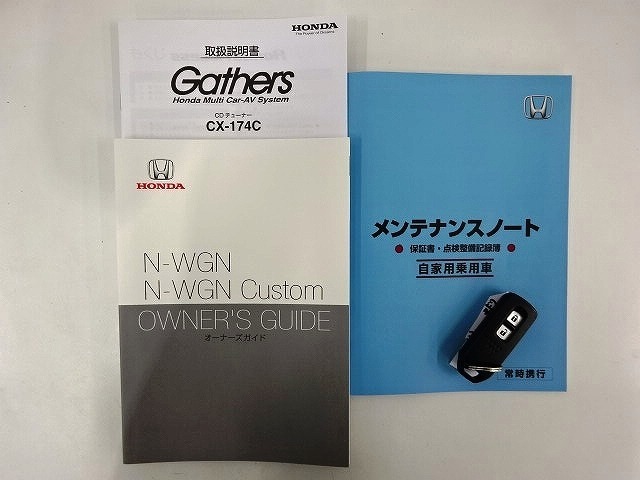 HONDA
The Power of Dreams
取扱説明書
Gathers
Honda Multi Car-AV System
CDチューナー
CX-174C
HONDA
N-WGN
N-WGN Custom
OWNER'S GUIDE
オーナーズガイド
メンテナンスノート
保証書・点検整備記録簿
自家用乗用車
常時携行